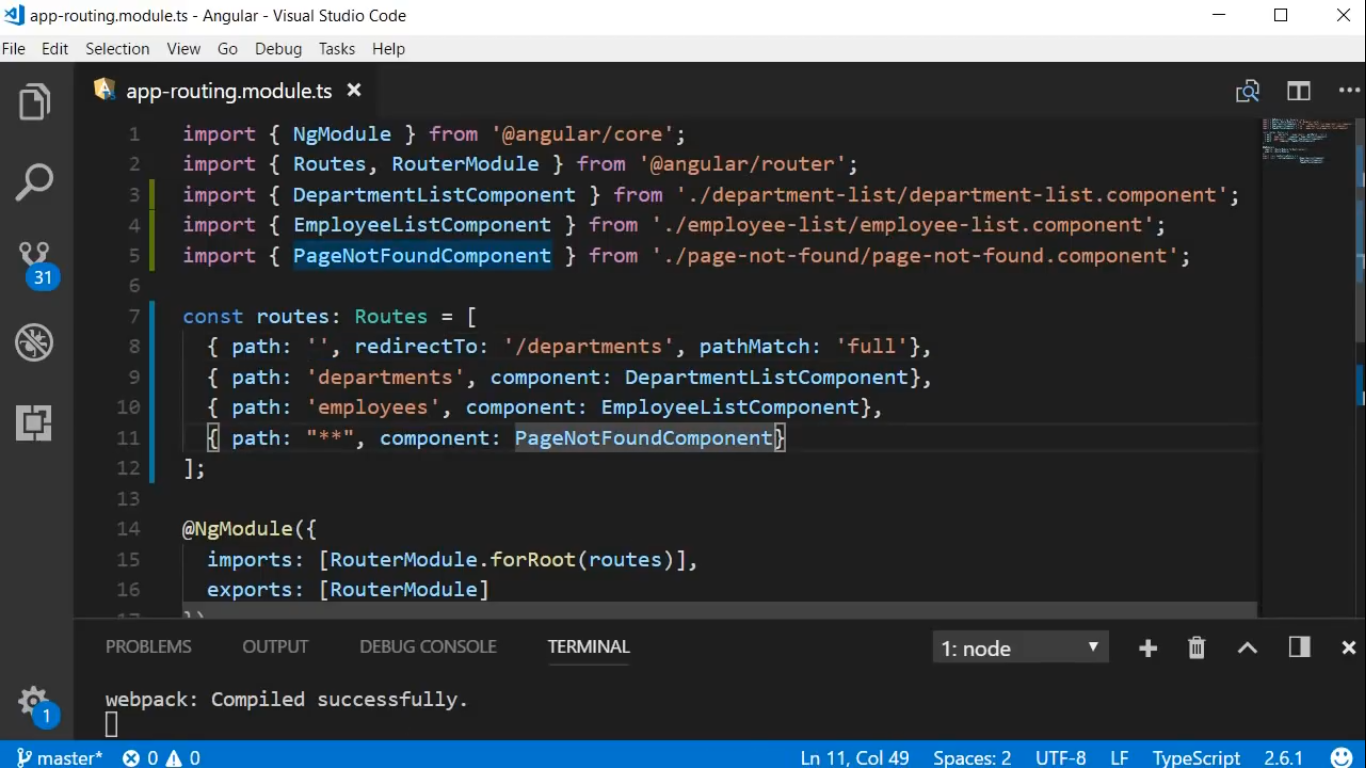 app-routing.module.ts - Angular - Visual Studio Code
File Edit Selection View Go Debug Tasks Help
app-routing.module.ts
1 import { NgModule } from '@angular/core';
2 import { Routes, RouterModule } from '@angular/router';
3 import { DepartmentListComponent } from './department-list/department-list.component';
4 import { EmployeeListComponent } from './employee-list/employee-list.component';
5 import { PageNotFoundComponent } from './page-not-found/page-not-found.component';
6
7 const routes: Routes = [
8 { path: '', redirectTo: '/departments', pathMatch: 'full'},
9 { path: 'departments', component: DepartmentListComponent},
10 { path: 'employees', component: EmployeeListComponent},
11 { path: "**", component: PageNotFoundComponent}
12 ];
13
14 @NgModule({
15 imports: [RouterModule.forRoot(routes)],
16 exports: [RouterModule]
17 })
31
PROBLEMS OUTPUT DEBUG CONSOLE TERMINAL 1: node
webpack: Compiled successfully.
1
master* 0 0 Ln 11, Col 49 Spaces: 2 UTF-8 LF TypeScript 2.6.1